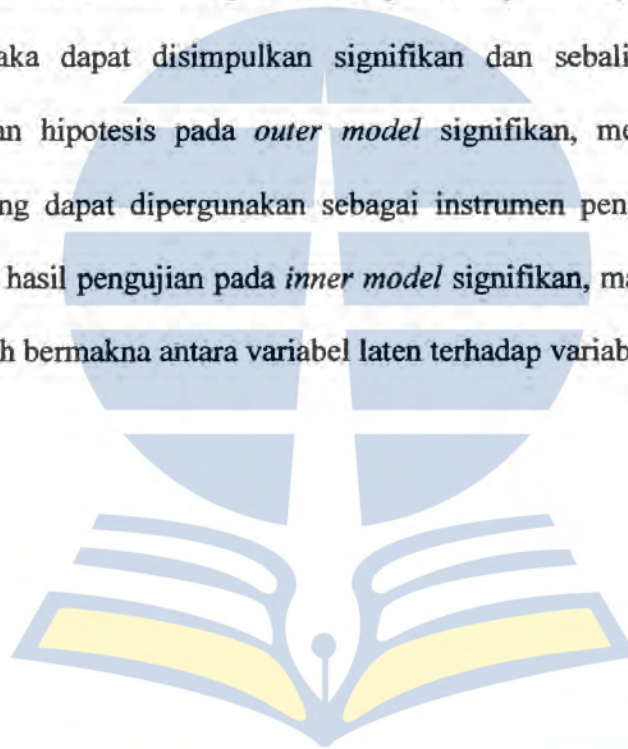 aka dapat disimpulkan signifikan dan sebali
an hipotesis pada outer model signifikan, me
ng dapat dipergunakan sebagai instrumen pen
hasil pengujian pada inner model signifikan, ma
h bermakna antara variabel laten terhadap variab